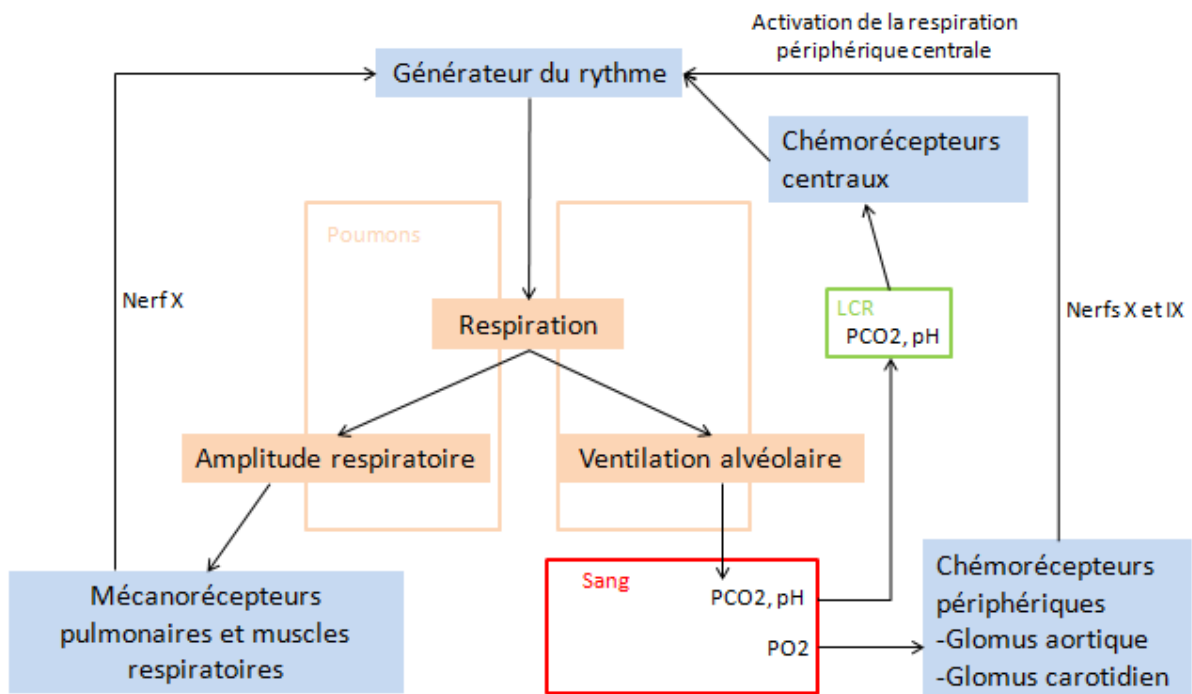 Activation de la respiration
périphérique centrale
Générateur du rythme
Chémorécepteurs
centraux
Poumons
Nerf X
LCR
PCO2, pH
Nerfs X et IX
Respiration
Amplitude respiratoire
Ventilation alvéolaire
Mécanorécepteurs
pulmonaires et muscles
respiratoires
Sang
PCO2, pH
PO2
Chémorécepteurs
périphériques
-Glomus aortique
-Glomus carotidien